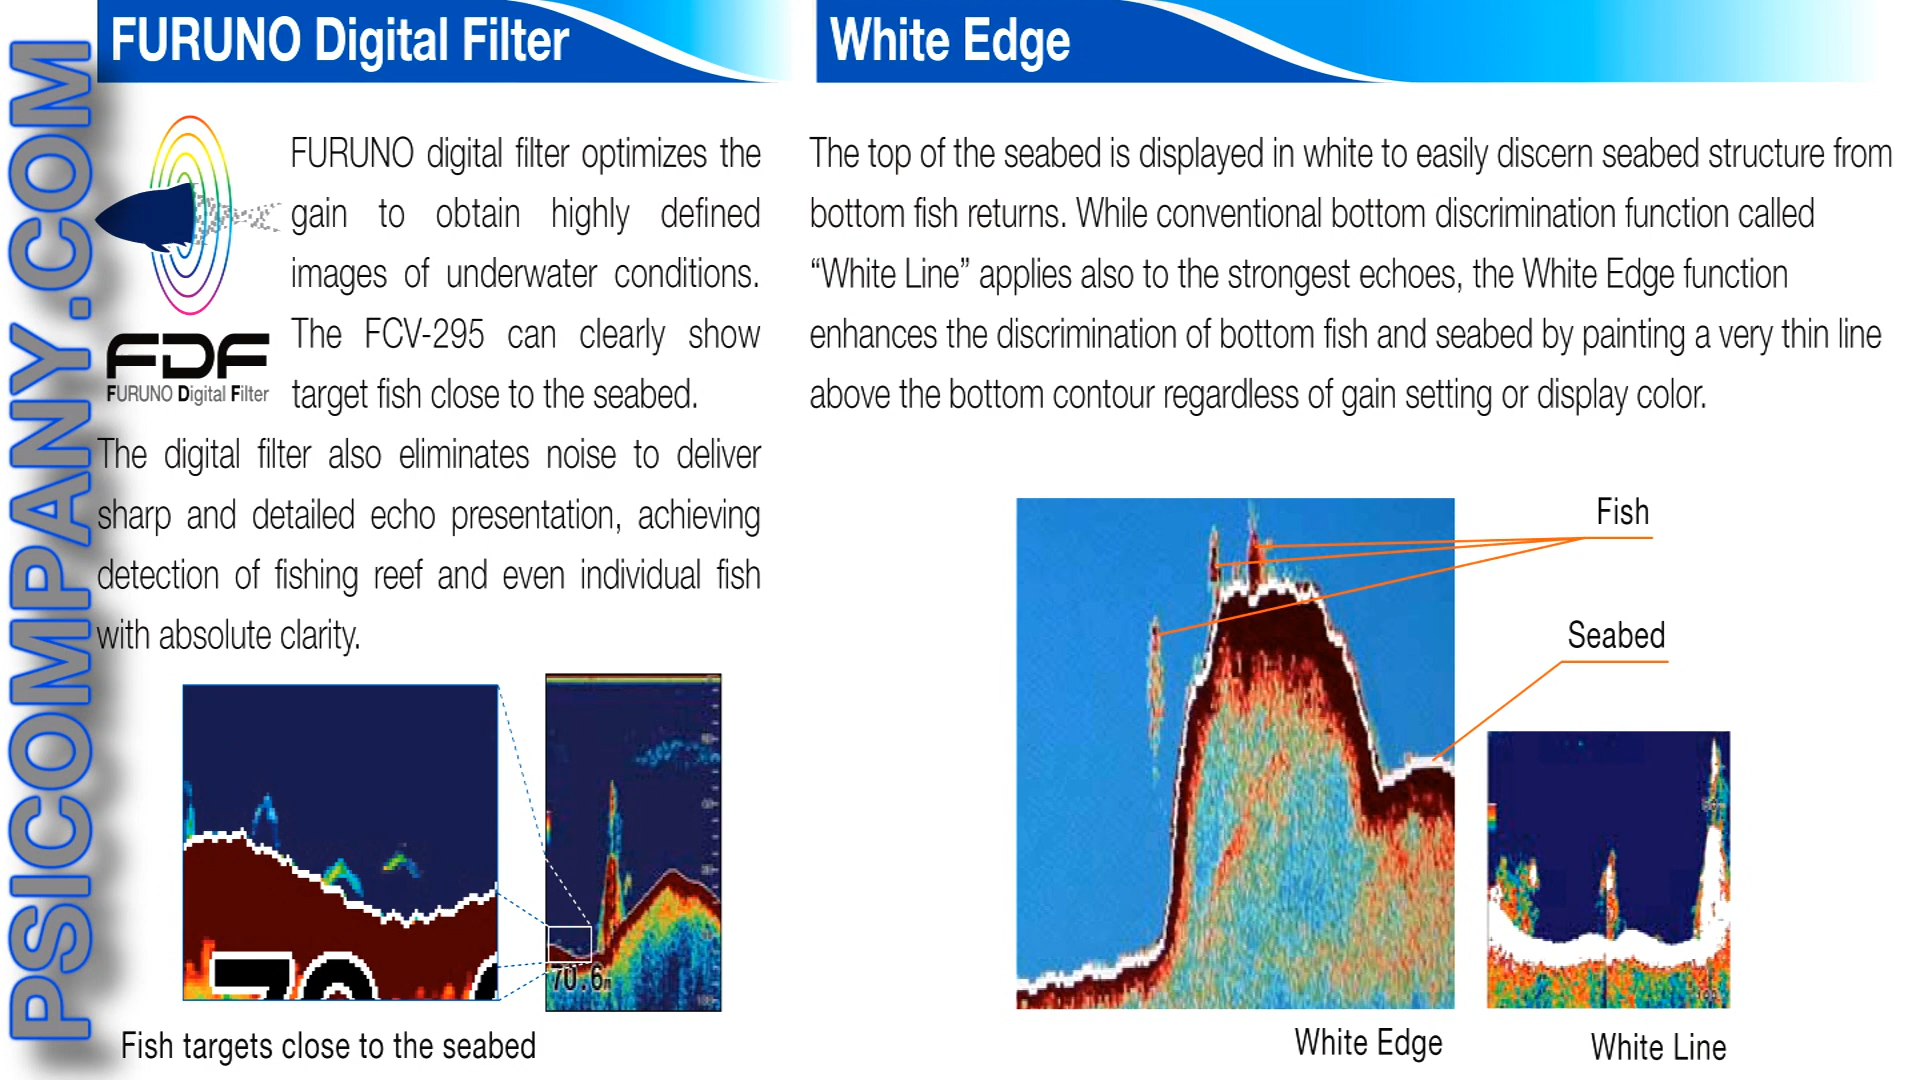 PSICOMPANY.COM
FURUNO Digital Filter
FURUNO digital filter optimizes the
gain to obtain highly defined
images of underwater conditions.
The FCV-295 can clearly show
target fish close to the seabed.
FDF
FURUNO Digital Filter
The digital filter also eliminates noise to deliver
sharp and detailed echo presentation, achieving
detection of fishing reef and even individual fish
with absolute clarity.
70.6m
Fish targets close to the seabed
White Edge
The top of the seabed is displayed in white to easily discern seabed structure from
bottom fish returns. While conventional bottom discrimination function called
“White Line” applies also to the strongest echoes, the White Edge function
enhances the discrimination of bottom fish and seabed by painting a very thin line
above the bottom contour regardless of gain setting or display color.
Fish
Seabed
White Edge
White Line